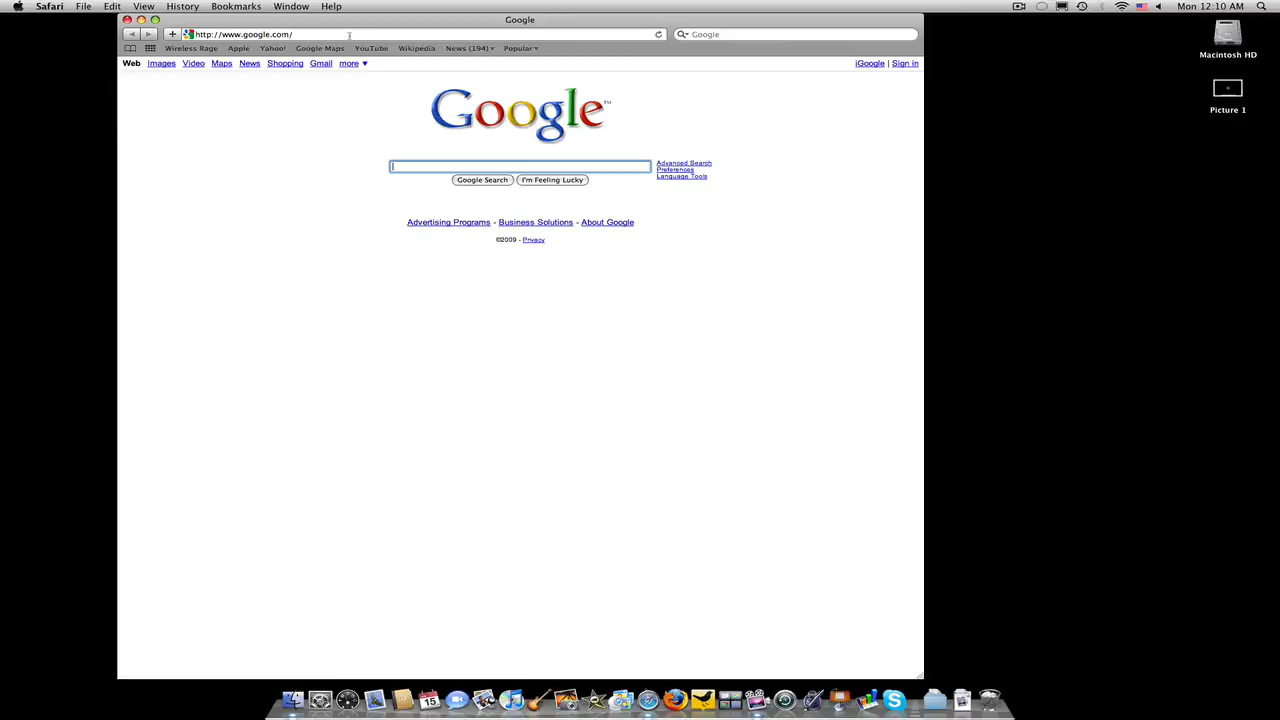 Safari File Edit View History Bookmarks Window Help Mon 12:10 AM
Google
http://www.google.com/ Google
Wireless Rage Apple Yahoo! Google Maps YouTube Wikipedia News (194) Popular
Web Images Video Maps News Shopping Gmail more iGoogle | Sign in
Google™
Advanced Search
Preferences
Language Tools
Google Search I'm Feeling Lucky
Advertising Programs - Business Solutions - About Google
©2009 - Privacy
Macintosh HD
Picture 1
15